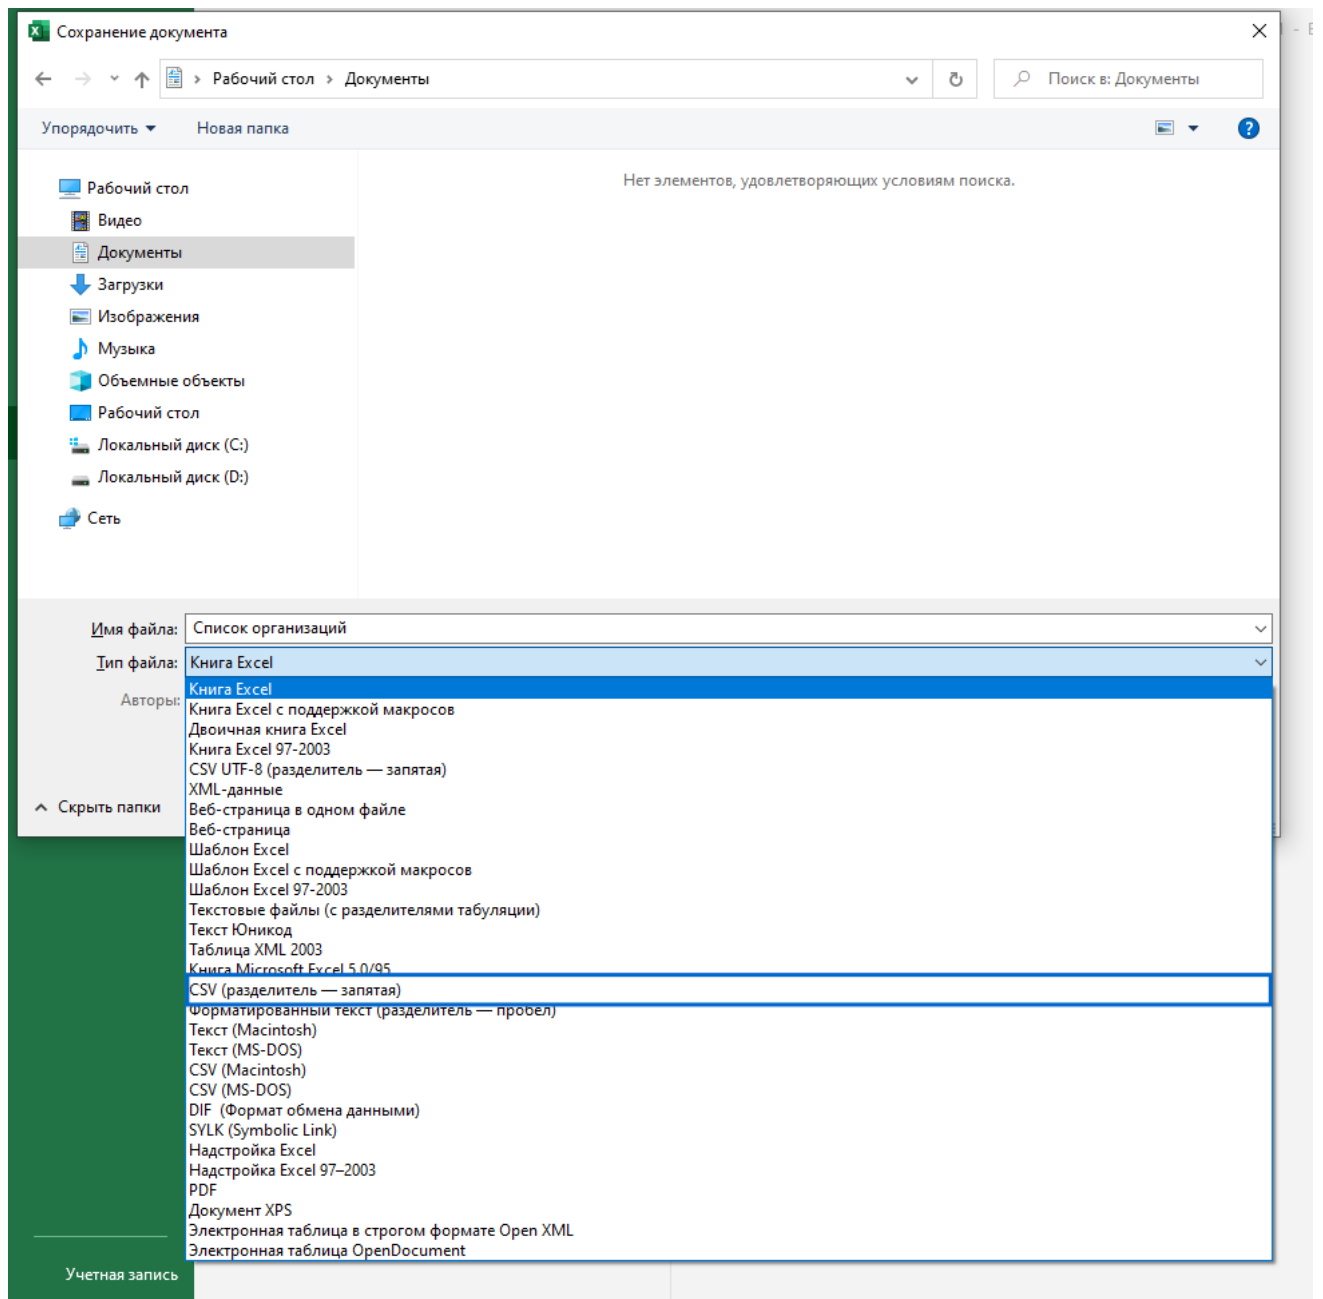 Сохранение документа
Рабочий стол › Документы
Поиск в: Документы
Упорядочить
Новая папка
Нет элементов, удовлетворяющих условиям поиска.
Рабочий стол
Видео
Документы
Загрузки
Изображения
Музыка
Объемные объекты
Рабочий стол
Локальный диск (C:)
Локальный диск (D:)
Сеть
Имя файла: Список организаций
Тип файла: Книга Excel
Авторы:
Скрыть папки
Книга Excel
Книга Excel с поддержкой макросов
Двоичная книга Excel
Книга Excel 97-2003
CSV UTF-8 (разделитель — запятая)
XML-данные
Веб-страница в одном файле
Веб-страница
Шаблон Excel
Шаблон Excel с поддержкой макросов
Шаблон Excel 97-2003
Текстовые файлы (с разделителями табуляции)
Текст Юникод
Таблица XML 2003
Книга Microsoft Excel 5.0/95
CSV (разделитель — запятая)
Форматированный текст (разделитель — пробел)
Текст (Macintosh)
Текст (MS-DOS)
CSV (Macintosh)
CSV (MS-DOS)
DIF (Формат обмена данными)
SYLK (Symbolic Link)
Надстройка Excel
Надстройка Excel 97–2003
PDF
Документ XPS
Электронная таблица в строгом формате Open XML
Электронная таблица OpenDocument
Учетная запись